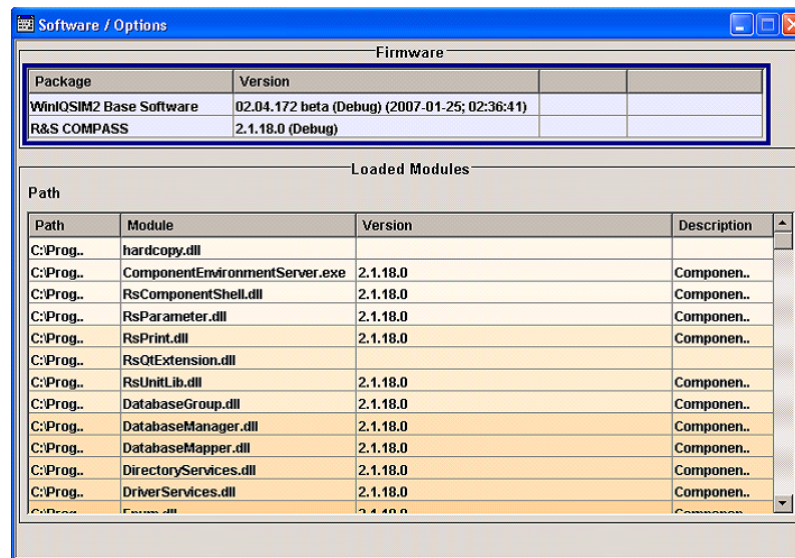 Software / Options
Firmware
Package Version
WinIQSIM2 Base Software 02.04.172 beta (Debug) (2007-01-25; 02:36:41)
R&S COMPASS 2.1.18.0 (Debug)
Loaded Modules
Path
Path Module Version Description
C:\Prog.. hardcopy.dll
C:\Prog.. ComponentEnvironmentServer.exe 2.1.18.0 Componen..
C:\Prog.. RsComponentShell.dll 2.1.18.0 Componen..
C:\Prog.. RsParameter.dll 2.1.18.0 Componen..
C:\Prog.. RsPrint.dll 2.1.18.0 Componen..
C:\Prog.. RsQtExtension.dll
C:\Prog.. RsUnitLib.dll 2.1.18.0 Componen..
C:\Prog.. DatabaseGroup.dll 2.1.18.0 Componen..
C:\Prog.. DatabaseManager.dll 2.1.18.0 Componen..
C:\Prog.. DatabaseMapper.dll 2.1.18.0 Componen..
C:\Prog.. DirectoryServices.dll 2.1.18.0 Componen..
C:\Prog.. DriverServices.dll 2.1.18.0 Componen..